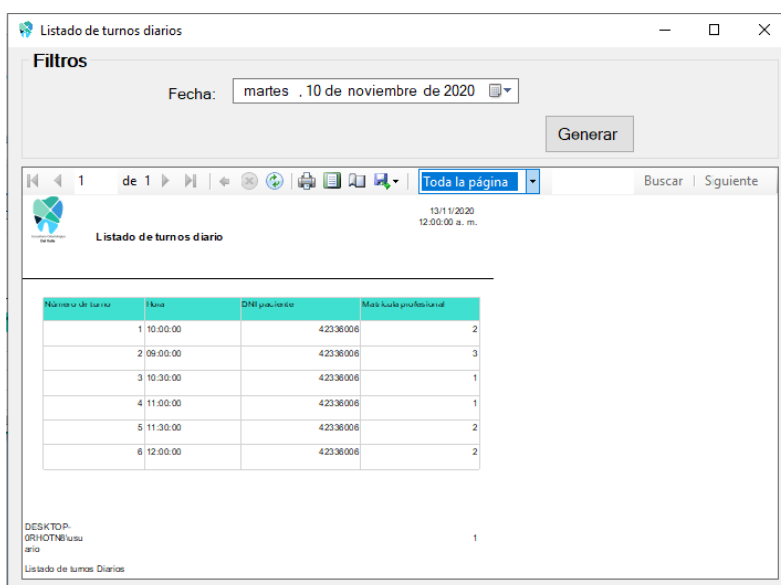 Listado de turnos diarios
Filtros
Fecha: martes , 10 de noviembre de 2020
Generar
1 de 1 Toda la página Buscar | Siguiente
13/11/2020
12:00:00 a. m.
Del Valle
Listado de turnos diario
Número de turno Hora DNI paciente Matrícula profesional
1 10:00:00 42336006 2
2 09:00:00 42336006 3
3 10:30:00 42336006 1
4 11:00:00 42336006 1
5 11:30:00 42336006 2
6 12:00:00 42336006 2
DESKTOP-
0RHOTN8\usu
ario
1
Listado de turnos Diarios